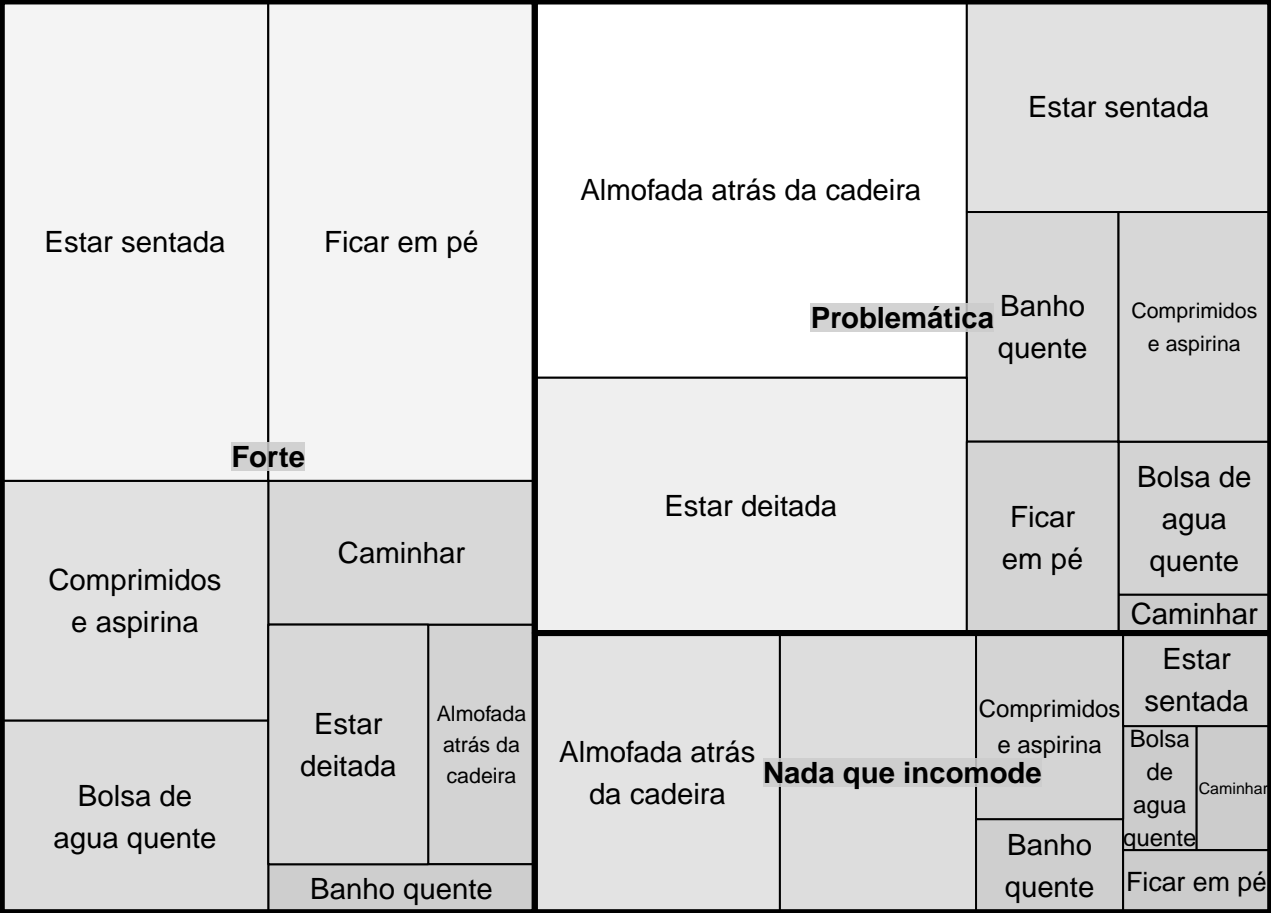 Estar sentada
Ficar em pé
Forte
Comprimidos
e aspirina
Bolsa de
agua quente
Caminhar
Estar
deitada
Almofada
atrás da
cadeira
Banho quente
Almofada atrás da cadeira
Estar deitada
Problemática
Estar sentada
Banho
quente
Comprimidos
e aspirina
Ficar
em pé
Bolsa de
agua
quente
Caminhar
Almofada atrás
da cadeira
Nada que incomode
Comprimidos
e aspirina
Banho
quente
Estar
sentada
Bolsa
de
agua
quente
Caminhar
Ficar em pé